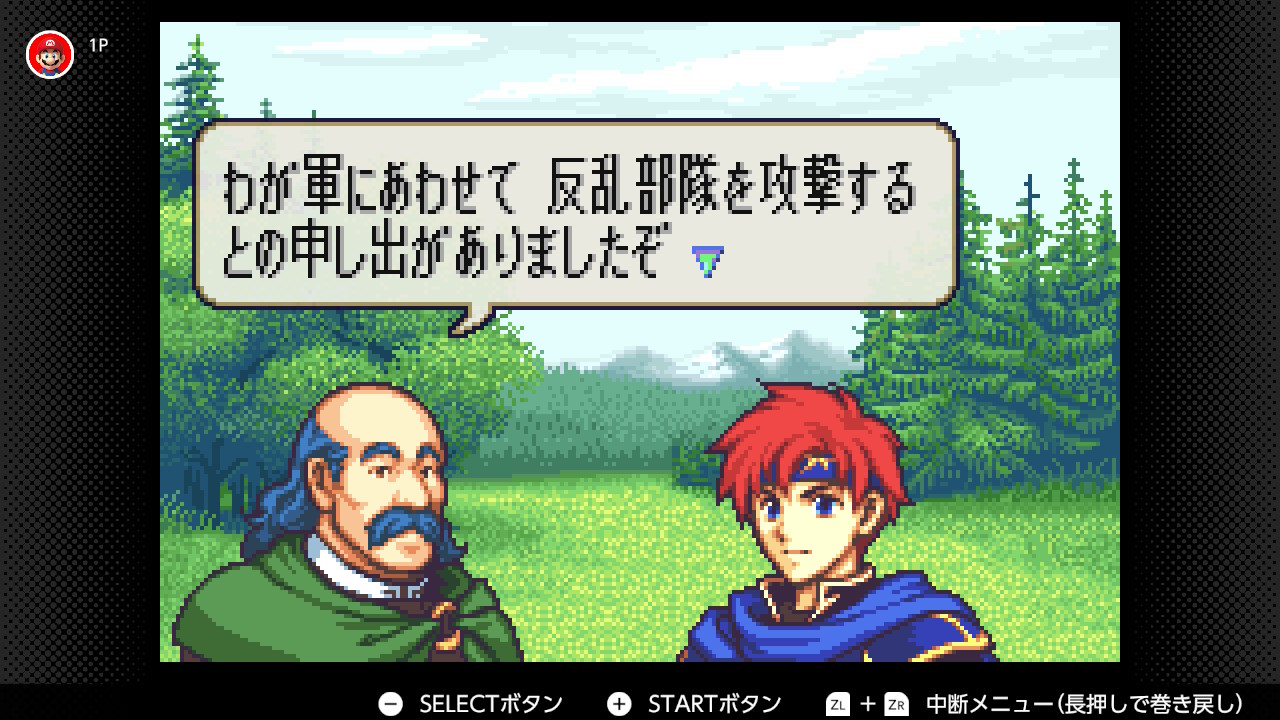 1P
わが軍にあわせて 反乱部隊を攻撃する
との申し出がありましたぞ
SELECTボタン STARTボタン ZL + ZR 中断メニュー(長押しで巻き戻し)